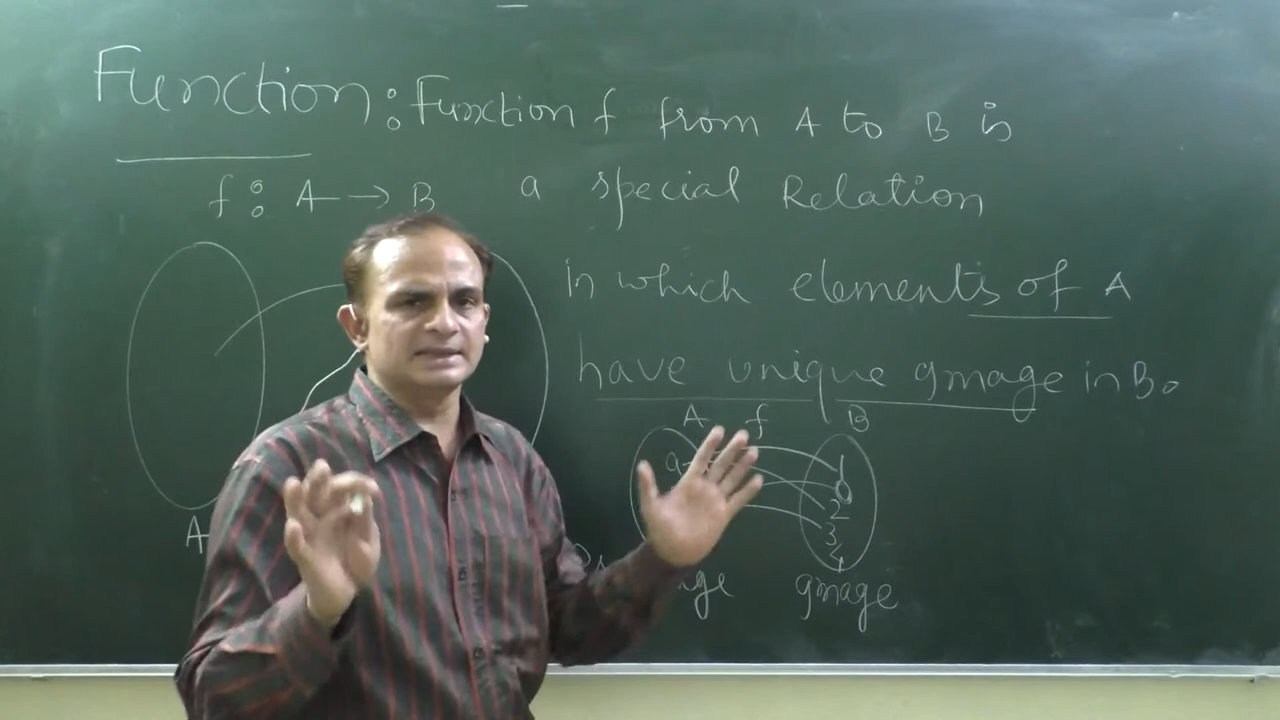 Function: Function f from A to B is
f: A → B a special Relation
in which elements of A
have unique Image in B.
A f B
a
1
0
2
3
4
A
Image